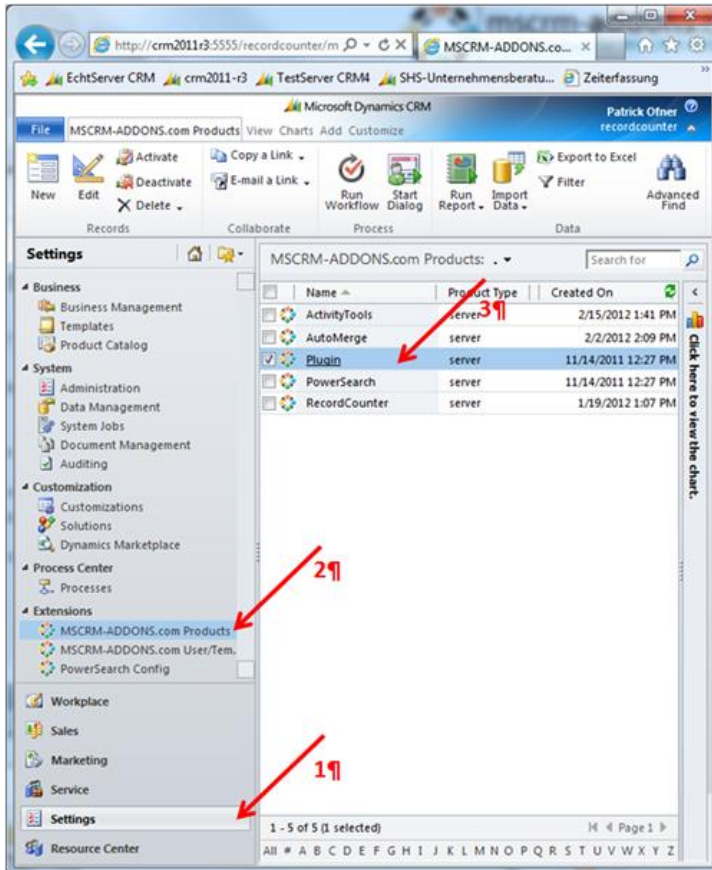 mscrm-a
http://crm2011r3:5555/recordcounter/m
MSCRM-ADDONS.co...
EchtServer CRM crm2011-r3 TestServer CRM4 SHS-Unternehmensberatu... Zeiterfassung »
Microsoft Dynamics CRM
Patrick Ofner
recordcounter
File MSCRM-ADDONS.com Products View Charts Add Customize
New
Edit
Activate
Deactivate
Delete
Records
Copy a Link
E-mail a Link
Collaborate
Run Workflow
Start Dialog
Process
Run Report
Import Data
Export to Excel
Filter
Advanced Find
Data
Settings
Business
Business Management
Templates
Product Catalog
System
Administration
Data Management
System Jobs
Document Management
Auditing
Customization
Customizations
Solutions
Dynamics Marketplace
Process Center
Processes
Extensions
MSCRM-ADDONS.com Products
MSCRM-ADDONS.com User/Tem.
PowerSearch Config
Workplace
Sales
Marketing
Service
Settings
Resource Center
MSCRM-ADDONS.com Products: .
Search for
Name Product Type Created On
ActivityTools server 2/15/2012 1:41 PM
AutoMerge server 2/2/2012 2:09 PM
Plugin server 11/14/2011 12:27 PM
PowerSearch server 11/14/2011 12:27 PM
RecordCounter server 1/19/2012 1:07 PM
3¶
2¶
1¶
Click here to view the chart.
1 - 5 of 5 (1 selected)
Page 1
All # A B C D E F G H I J K L M N O P Q R S T U V W X Y Z